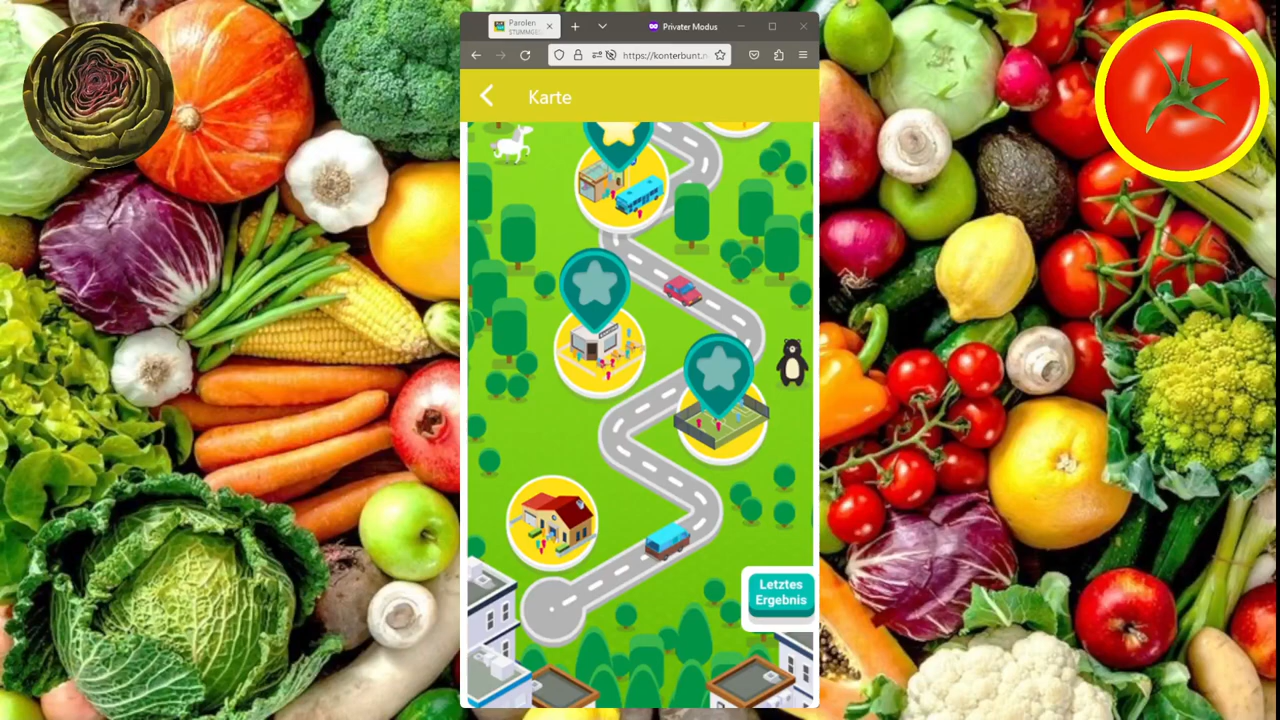 Parolen
Privater Modus
https://konterbunt.
Karte
Letztes
Ergebnis